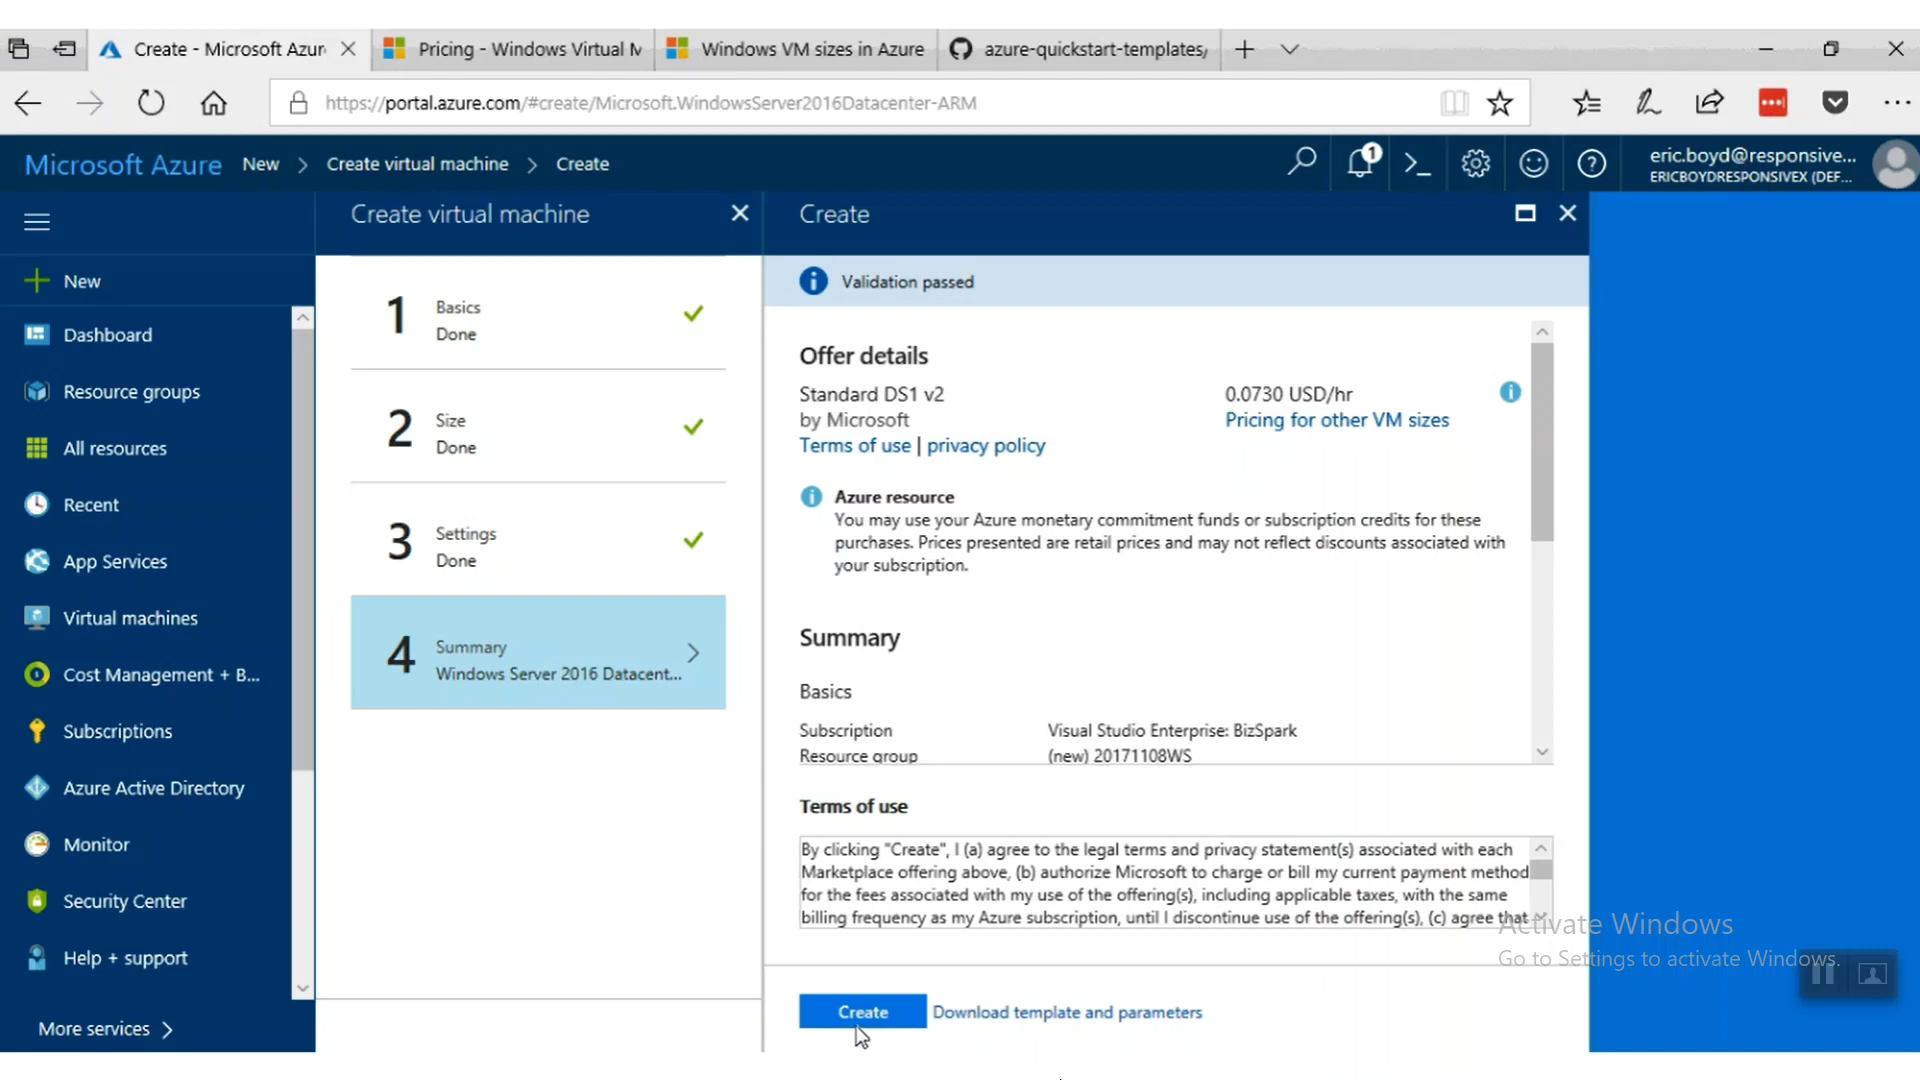 Create - Microsoft Azur
Pricing - Windows Virtual M
Windows VM sizes in Azure
azure-quickstart-templates/
https://portal.azure.com/#create/Microsoft.WindowsServer2016Datacenter-ARM
Microsoft Azure New > Create virtual machine > Create
1
eric.boyd@responsive...
ERICBOYDRESPONSIVEX (DEF...
New
Dashboard
Resource groups
All resources
Recent
App Services
Virtual machines
Cost Management + B...
Subscriptions
Azure Active Directory
Monitor
Security Center
Help + support
More services >
Create virtual machine
1 Basics
Done
2 Size
Done
3 Settings
Done
4 Summary
Windows Server 2016 Datacent...
Create
Validation passed
Offer details
Standard DS1 v2 0.0730 USD/hr
by Microsoft Pricing for other VM sizes
Terms of use | privacy policy
Azure resource
You may use your Azure monetary commitment funds or subscription credits for these
purchases. Prices presented are retail prices and may not reflect discounts associated with
your subscription.
Summary
Basics
Subscription Visual Studio Enterprise: BizSpark
Resource group (new) 20171108WS
Terms of use
By clicking "Create", I (a) agree to the legal terms and privacy statement(s) associated with each
Marketplace offering above, (b) authorize Microsoft to charge or bill my current payment method
for the fees associated with my use of the offering(s), including applicable taxes, with the same
billing frequency as my Azure subscription, until I discontinue use of the offering(s), (c) agree that
Activate Windows
Go to Settings to activate Windows.
Create Download template and parameters